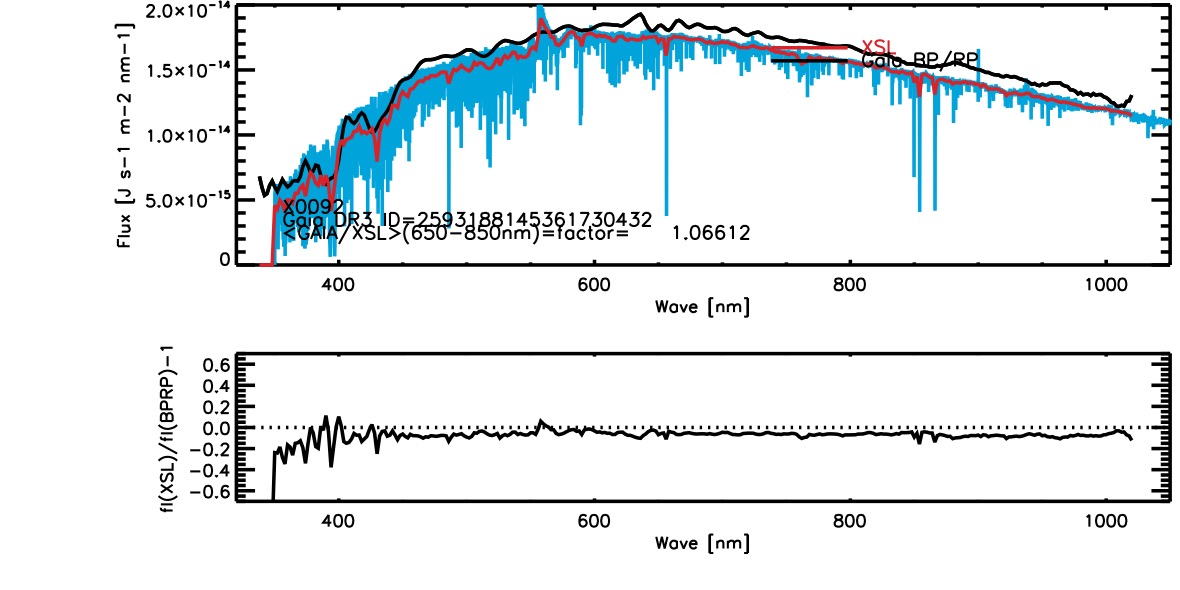 2.0×10⁻¹⁴
1.5×10⁻¹⁴
1.0×10⁻¹⁴
5.0×10⁻¹⁵
0
Flux [J s−1 m−2 nm−1]
XSL
Gaia BP/RP
X0092
Gaia DR3 ID=2593188145361730432
<GAIA/XSL>(650−850nm)=factor= 1.06612
400 600 800 1000
Wave [nm]
0.6
0.4
0.2
0.0
−0.2
−0.4
−0.6
fl(XSL)/fl(BPRP)−1
400 600 800 1000
Wave [nm]